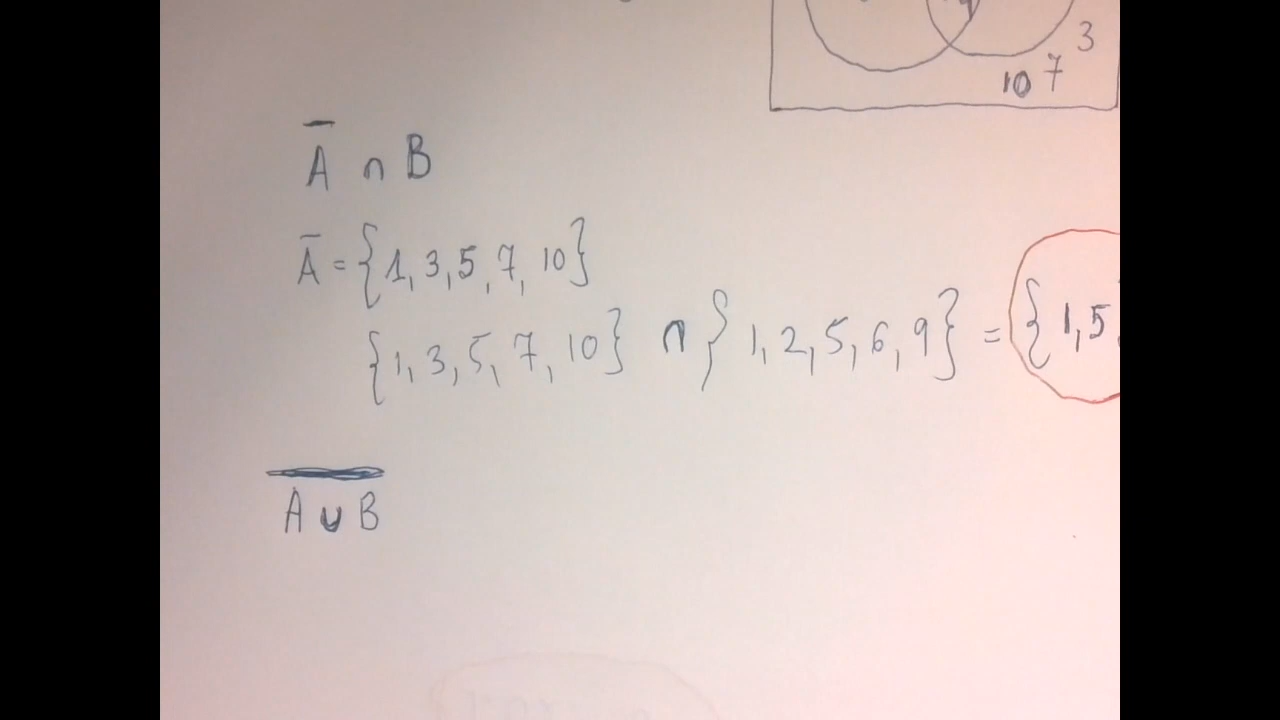 3
10 7
A̅ ∩ B
A̅ = {1, 3, 5, 7, 10}
{1, 3, 5, 7, 10} ∩ { 1, 2, 5, 6, 9} = { 1, 5
A̅ ̅∪̅ ̅B̅